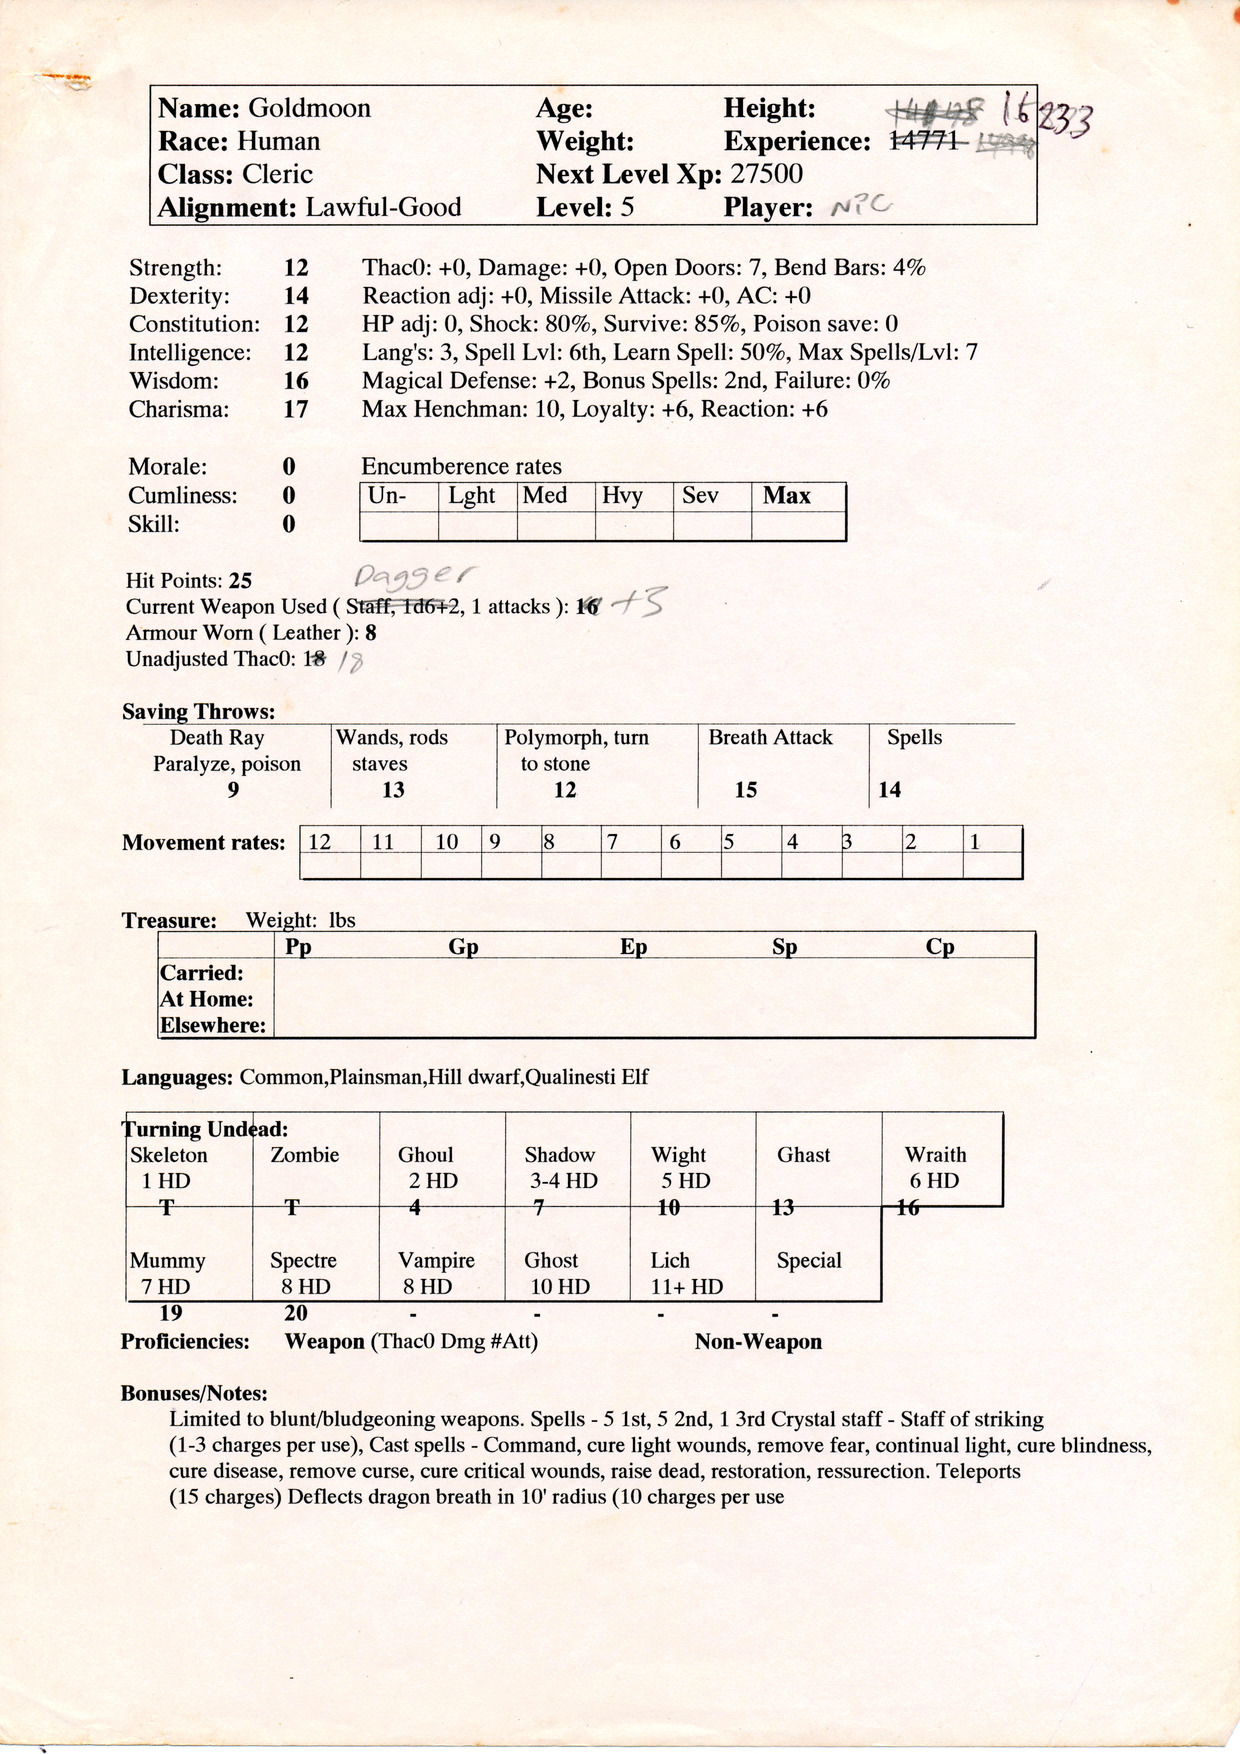 Name: Goldmoon Age: Height: 16233
Race: Human Weight: Experience: 14771
Class: Cleric Next Level Xp: 27500
Alignment: Lawful-Good Level: 5 Player: NPC
Strength: 12 Thac0: +0, Damage: +0, Open Doors: 7, Bend Bars: 4%
Dexterity: 14 Reaction adj: +0, Missile Attack: +0, AC: +0
Constitution: 12 HP adj: 0, Shock: 80%, Survive: 85%, Poison save: 0
Intelligence: 12 Lang's: 3, Spell Lvl: 6th, Learn Spell: 50%, Max Spells/Lvl: 7
Wisdom: 16 Magical Defense: +2, Bonus Spells: 2nd, Failure: 0%
Charisma: 17 Max Henchman: 10, Loyalty: +6, Reaction: +6
Morale: 0 Encumberence rates
Cumliness: 0 Un- Lght Med Hvy Sev Max
Skill: 0
Hit Points: 25 Dagger
Current Weapon Used ( Staff, 1d6+2, 1 attacks ): 16 +3
Armour Worn ( Leather ): 8
Unadjusted Thac0: 18 18
Saving Throws:
Death Ray Wands, rods Polymorph, turn Breath Attack Spells
Paralyze, poison staves to stone
9 13 12 15 14
Movement rates: 12 11 10 9 8 7 6 5 4 3 2 1
Treasure: Weight: lbs
Pp Gp Ep Sp Cp
Carried:
At Home:
Elsewhere:
Languages: Common,Plainsman,Hill dwarf,Qualinesti Elf
Turning Undead:
Skeleton Zombie Ghoul Shadow Wight Ghast Wraith
1 HD 2 HD 3-4 HD 5 HD 6 HD
T T 4 7 10 13 16
Mummy Spectre Vampire Ghost Lich Special
7 HD 8 HD 8 HD 10 HD 11+ HD
19 20 - - - -
Proficiencies: Weapon (Thac0 Dmg #Att) Non-Weapon
Bonuses/Notes:
Limited to blunt/bludgeoning weapons. Spells - 5 1st, 5 2nd, 1 3rd Crystal staff - Staff of striking
(1-3 charges per use), Cast spells - Command, cure light wounds, remove fear, continual light, cure blindness,
cure disease, remove curse, cure critical wounds, raise dead, restoration, ressurection. Teleports
(15 charges) Deflects dragon breath in 10' radius (10 charges per use